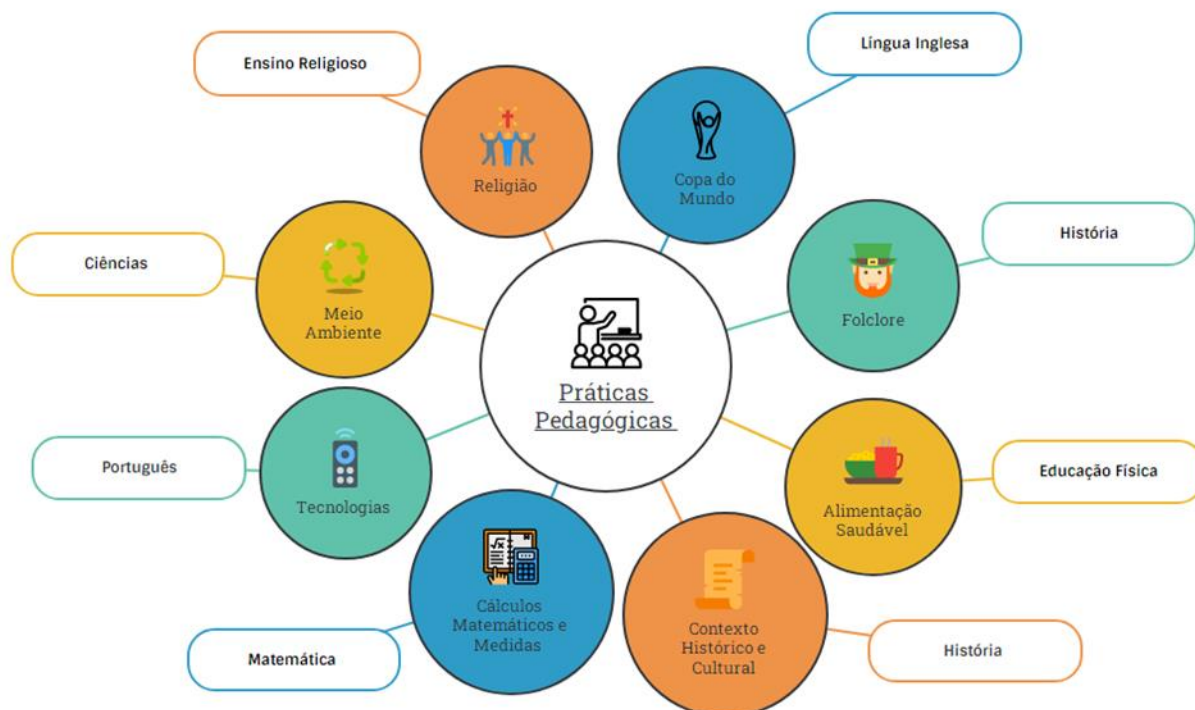 Língua Inglesa
Ensino Religioso
Religião
Copa do
Mundo
História
Ciências
Meio
Ambiente
Folclore
Práticas
Pedagógicas
Português
Tecnologias
Educação Física
Alimentação
Saudável
Cálculos
Matemáticos e
Medidas
Contexto
Histórico e
Cultural
Matemática
História